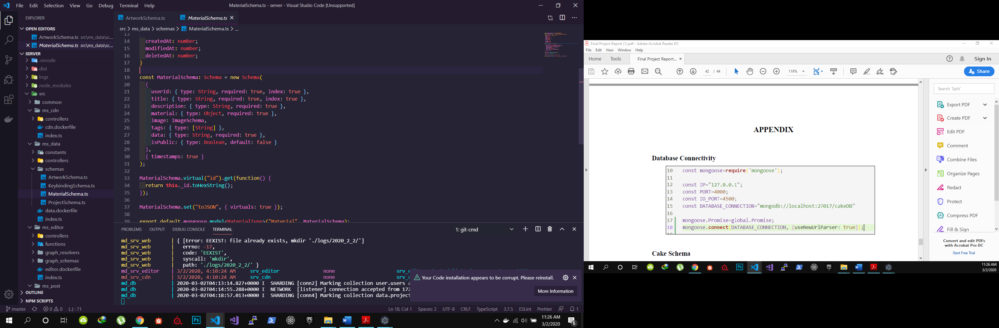 File Edit Selection View Go Debug Terminal Help
MaterialSchema.ts - server - Visual Studio Code [Unsupported]
EXPLORER
OPEN EDITORS
ArtworkSchema.ts src\ms_data\sc...
MaterialSchema.ts src\ms_data\sc...
SERVER
.vscode
dist
logs
node_modules
src
common
ms_cdn
controllers
cdn.dockerfile
index.ts
ms_data
constants
controllers
schemas
ArtworkSchema.ts
KeybindingSchema.ts
MaterialSchema.ts
ProjectSchema.ts
data.dockerfile
index.ts
ms_editor
controllers
functions
graph_resolvers
graph_schemas
editor.dockerfile
index.ts
ms_post
OUTLINE
NPM SCRIPTS
ArtworkSchema.ts
MaterialSchema.ts
src > ms_data > schemas > MaterialSchema.ts > ...
13
14 createdAt: number;
15 modifiedAt: number;
16 deletedAt: number;
17 }
18
19 const MaterialSchema: Schema = new Schema(
20 {
21 userId: { type: String, required: true, index: true },
22 title: { type: String, required: true, index: true },
23 description: { type: String, required: true },
24 material: { type: Object, required: true },
25 image: ImageSchema,
26 tags: { type: [String] },
27 data: { type: String, required: true },
28 isPublic: { type: Boolean, default: false }
29 },
30 { timestamps: true }
31 );
32
33 MaterialSchema.virtual("id").get(function() {
34 return this._id.toHexString();
35 });
36
37 MaterialSchema.set("toJSON", { virtuals: true });
38
39 export default mongoose.model<MaterialType>("Material", MaterialSchema);
PROBLEMS OUTPUT DEBUG CONSOLE TERMINAL
1: git-cmd
md_srv_web | { [Error: EEXIST: file already exists, mkdir './logs/2020_2_2/']
md_srv_web | errno: -17,
md_srv_web | code: 'EEXIST',
md_srv_web | syscall: 'mkdir',
md_srv_web | path: './logs/2020_2_2/' }
md_srv_editor | 3/2/2020, 4:10:24 AM srv_editor none
md_srv_cdn | 3/2/2020, 4:10:24 AM srv_cdn none
md_db | 2020-03-02T04:13:14.827+0000 I SHARDING [conn2] Marking collection user.users a
md_db | 2020-03-02T04:14:55.288+0000 I NETWORK [listener] connection accepted from 172
md_db | 2020-03-02T04:18:57.013+0000 I SHARDING [conn4] Marking collection data.project
Your Code installation appears to be corrupt. Please reinstall.
More Information
master 0 0 {..} : 71
Ln 18, Col 1 Spaces: 2 UTF-8 CRLF TypeScript 3.7.5 ESLint Prettier 1
Ps
EPIC
GAMES
11:26 AM
3/2/2020
6
Final Project Report (1).pdf - Adobe Acrobat Reader DC
File Edit View Window Help
Home Tools Final Project Report... Sign In
42 / 44 119% Share
APPENDIX
Database Connectivity
10 const mongoose=require('mongoose');
11
12 const IP="127.0.0.1";
13 const PORT=4000;
14 const IO_PORT=4500;
15 const DATABASE_CONNECTION="mongodb://localhost:27017/cakeDB"
16
17 mongoose.Promise=global.Promise;
18 mongoose.connect(DATABASE_CONNECTION, {useNewUrlParser: true});
Cake Schema
Search 'Split'
Export PDF
Create PDF
Edit PDF
Comment
Combine Files
Organize Pages
Redact
Protect
Compress PDF
Fill & Sign
Convert and edit PDFs
with Acrobat Pro DC
Start Free Trial
Ps
EPIC
11:26 AM
3/2/2020